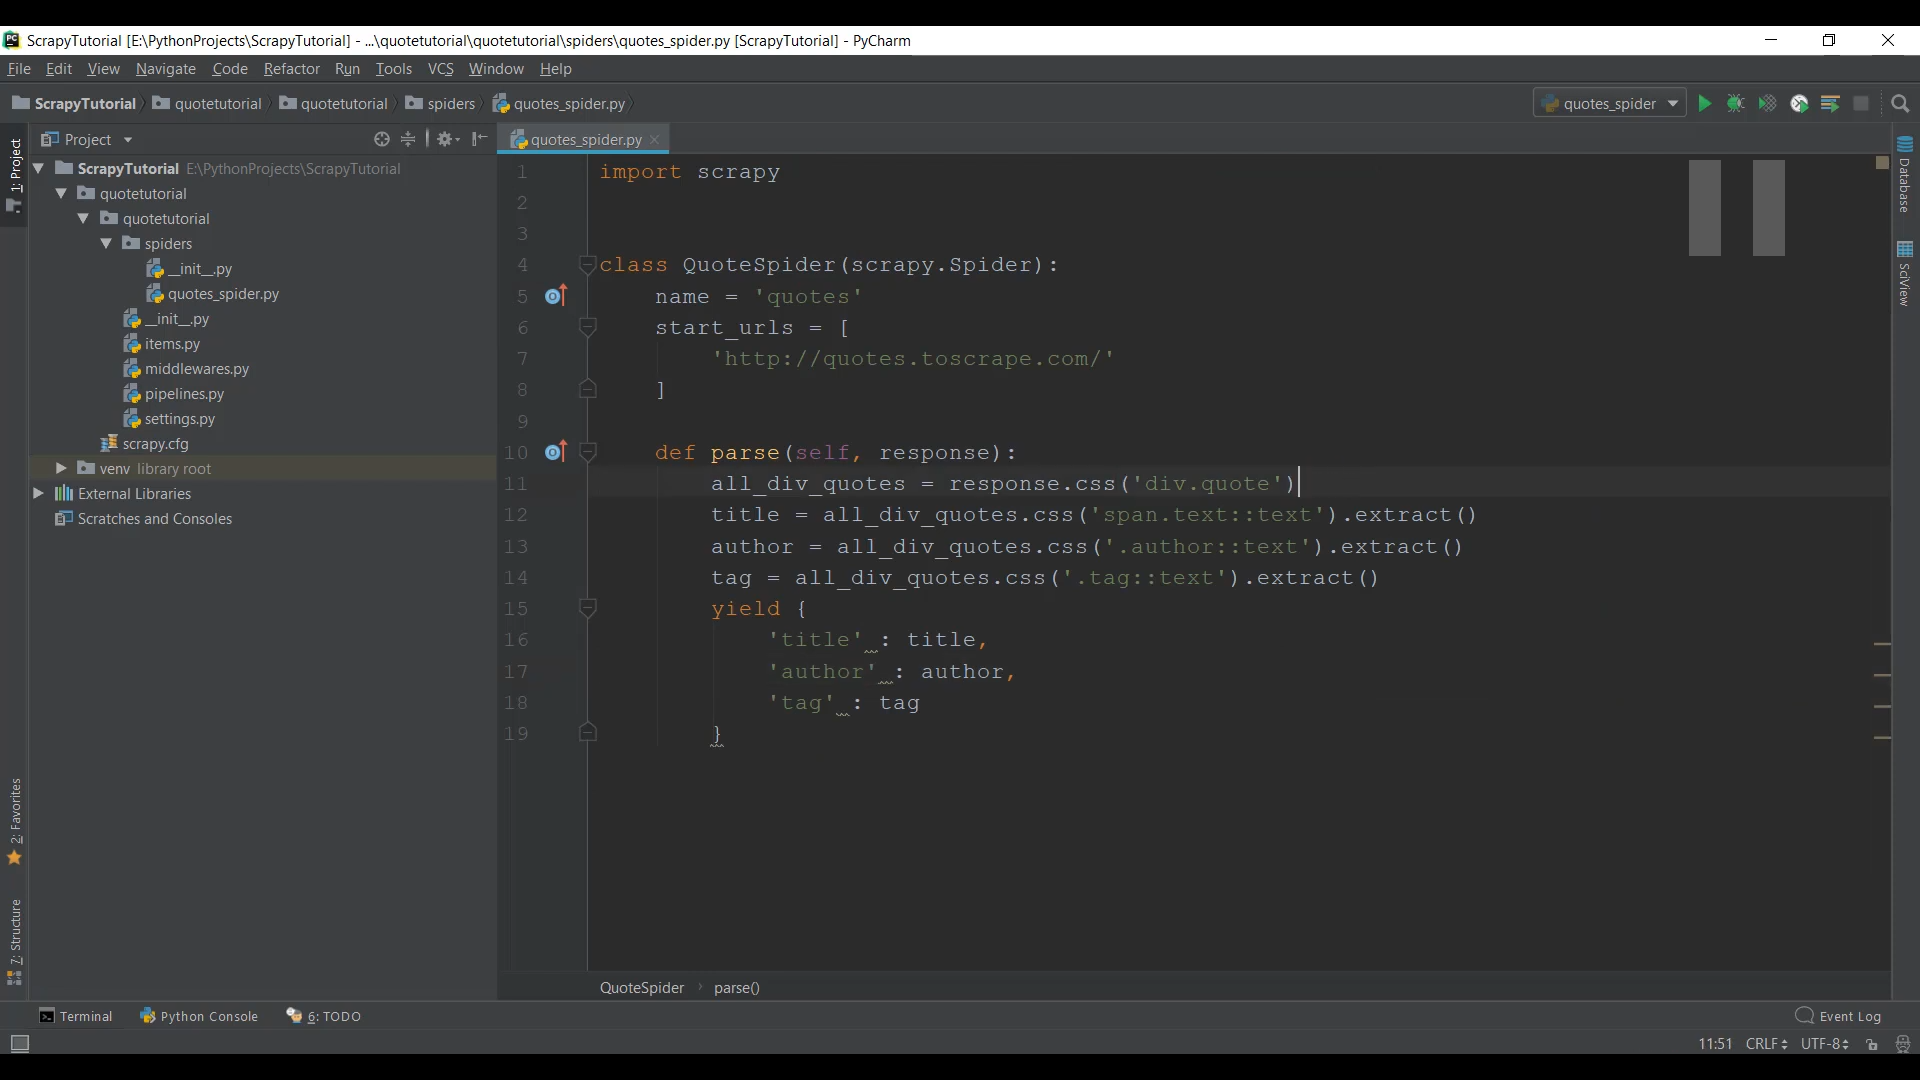 ScrapyTutorial [E:\PythonProjects\ScrapyTutorial] - ...\quotetutorial\quotetutorial\spiders\quotes_spider.py [ScrapyTutorial] - PyCharm
File Edit View Navigate Code Refactor Run Tools VCS Window Help
ScrapyTutorial quotetutorial quotetutorial spiders quotes_spider.py quotes_spider
Project
quotes_spider.py
1: Project
ScrapyTutorial E:\PythonProjects\ScrapyTutorial
quotetutorial
quotetutorial
spiders
__init__.py
quotes_spider.py
__init__.py
items.py
middlewares.py
pipelines.py
settings.py
scrapy.cfg
venv library root
External Libraries
Scratches and Consoles
2: Favorites
7: Structure
1 import scrapy
2
3
4 class QuoteSpider(scrapy.Spider):
5 name = 'quotes'
6 start_urls = [
7 'http://quotes.toscrape.com/'
8 ]
9
10 def parse(self, response):
11 all_div_quotes = response.css('div.quote')
12 title = all_div_quotes.css('span.text::text').extract()
13 author = all_div_quotes.css('.author::text').extract()
14 tag = all_div_quotes.css('.tag::text').extract()
15 yield {
16 'title' : title,
17 'author' : author,
18 'tag' : tag
19 }
Database
SciView
QuoteSpider parse()
Terminal Python Console 6: TODO Event Log
11:51 CRLF UTF-8